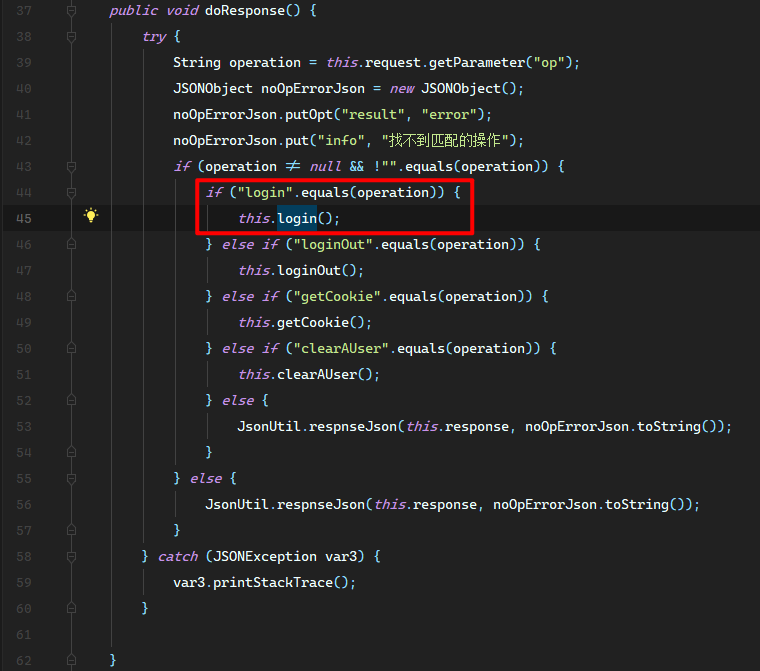 37 public void doResponse() {
38 try {
39 String operation = this.request.getParameter("op");
40 JSONObject noOpErrorJson = new JSONObject();
41 noOpErrorJson.putOpt("result", "error");
42 noOpErrorJson.put("info", "找不到匹配的操作");
43 if (operation ≠ null && !"".equals(operation)) {
44 if ("login".equals(operation)) {
45 this.login();
46 } else if ("loginOut".equals(operation)) {
47 this.loginOut();
48 } else if ("getCookie".equals(operation)) {
49 this.getCookie();
50 } else if ("clearAUser".equals(operation)) {
51 this.clearAUser();
52 } else {
53 JsonUtil.respnseJson(this.response, noOpErrorJson.toString());
54 }
55 } else {
56 JsonUtil.respnseJson(this.response, noOpErrorJson.toString());
57 }
58 } catch (JSONException var3) {
59 var3.printStackTrace();
60 }
61
62 }